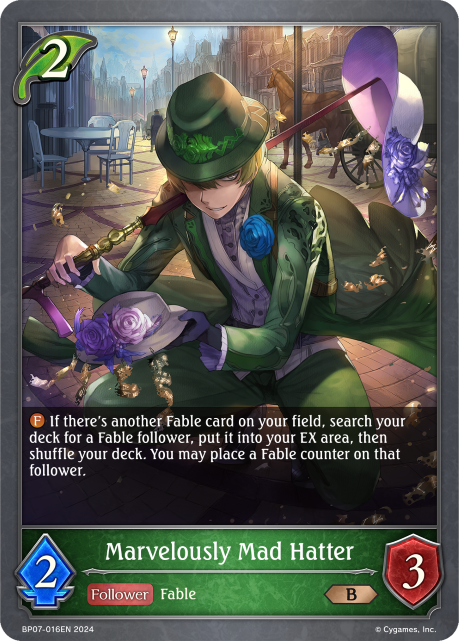 2
F If there's another Fable card on your field, search your
deck for a Fable follower, put it into your EX area, then
shuffle your deck. You may place a Fable counter on that
follower.
Marvelously Mad Hatter
2
Follower Fable
B
3
BP07-016EN 2024
© Cygames, Inc.